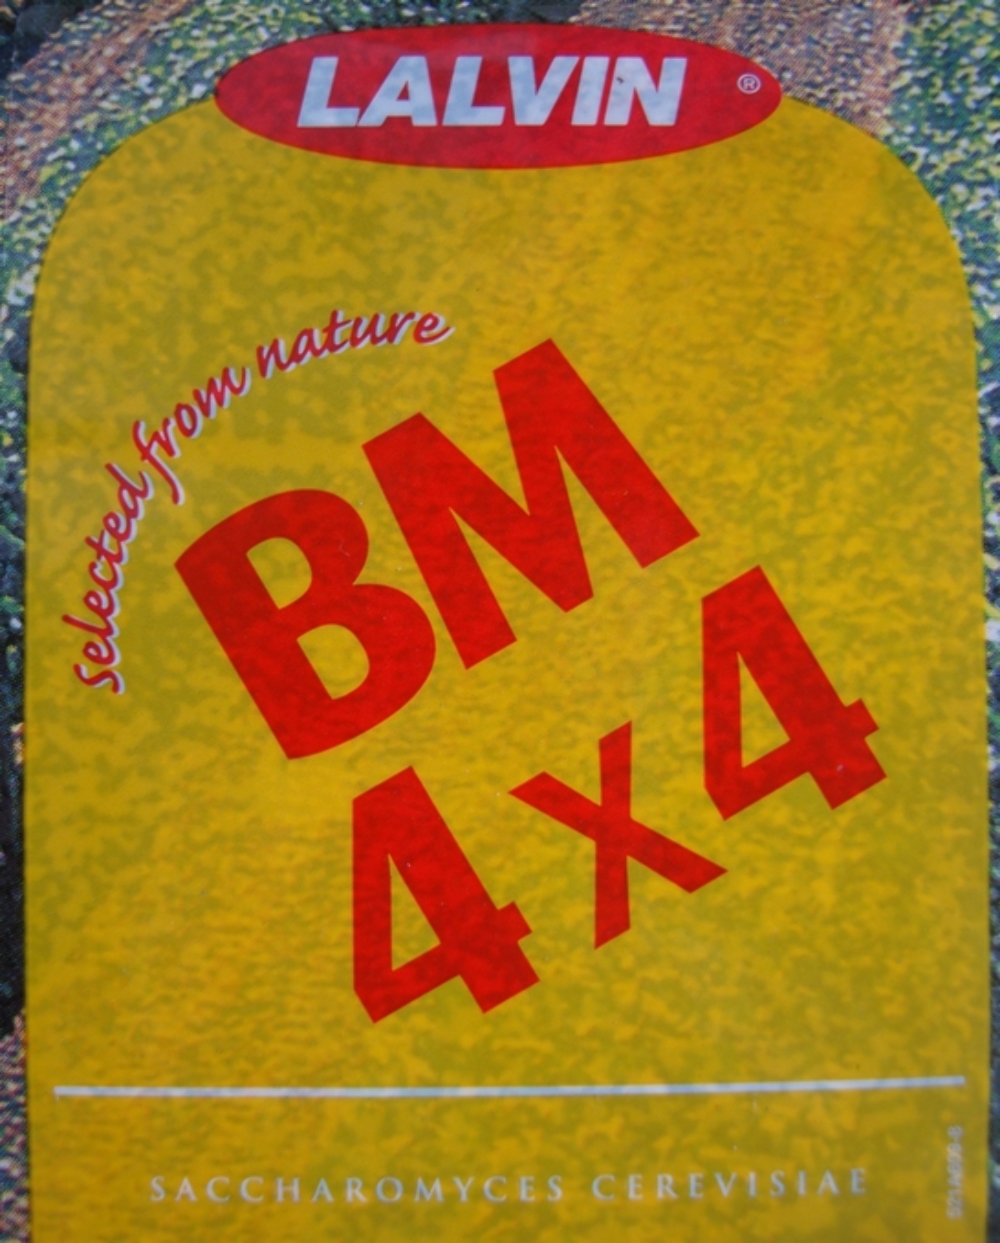 LALVIN ®
selected from nature
BM
4x4
SACCHAROMYCES CEREVISIAE